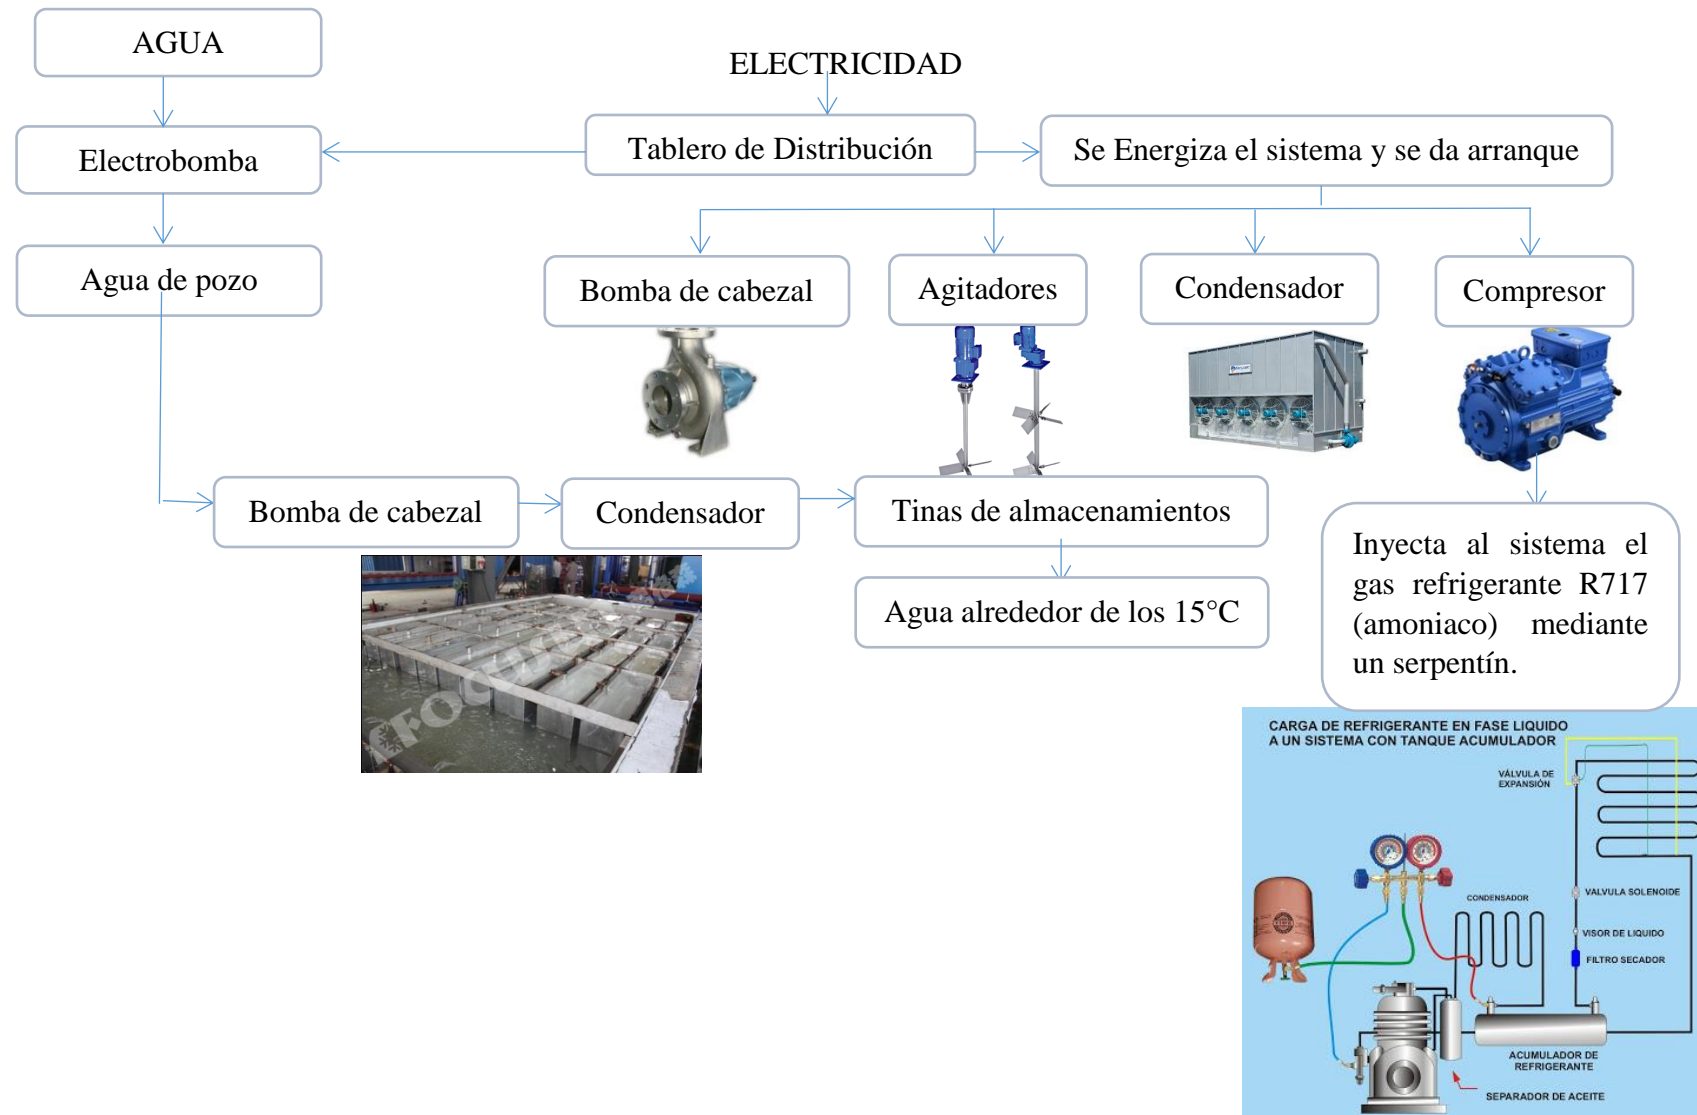 AGUA
ELECTRICIDAD
Electrobomba
Tablero de Distribución
Se Energiza el sistema y se da arranque
Agua de pozo
Bomba de cabezal
Agitadores
Condensador
Compresor
Bomba de cabezal
Condensador
Tinas de almacenamientos
Agua alrededor de los 15°C
Inyecta al sistema el
gas refrigerante R717
(amoniaco) mediante
un serpentín.
CARGA DE REFRIGERANTE EN FASE LIQUIDO
A UN SISTEMA CON TANQUE ACUMULADOR
VÁLVULA DE
EXPANSIÓN
VALVULA SOLENOIDE
CONDENSADOR
VISOR DE LIQUIDO
FILTRO SECADOR
ACUMULADOR DE
REFRIGERANTE
SEPARADOR DE ACEITE